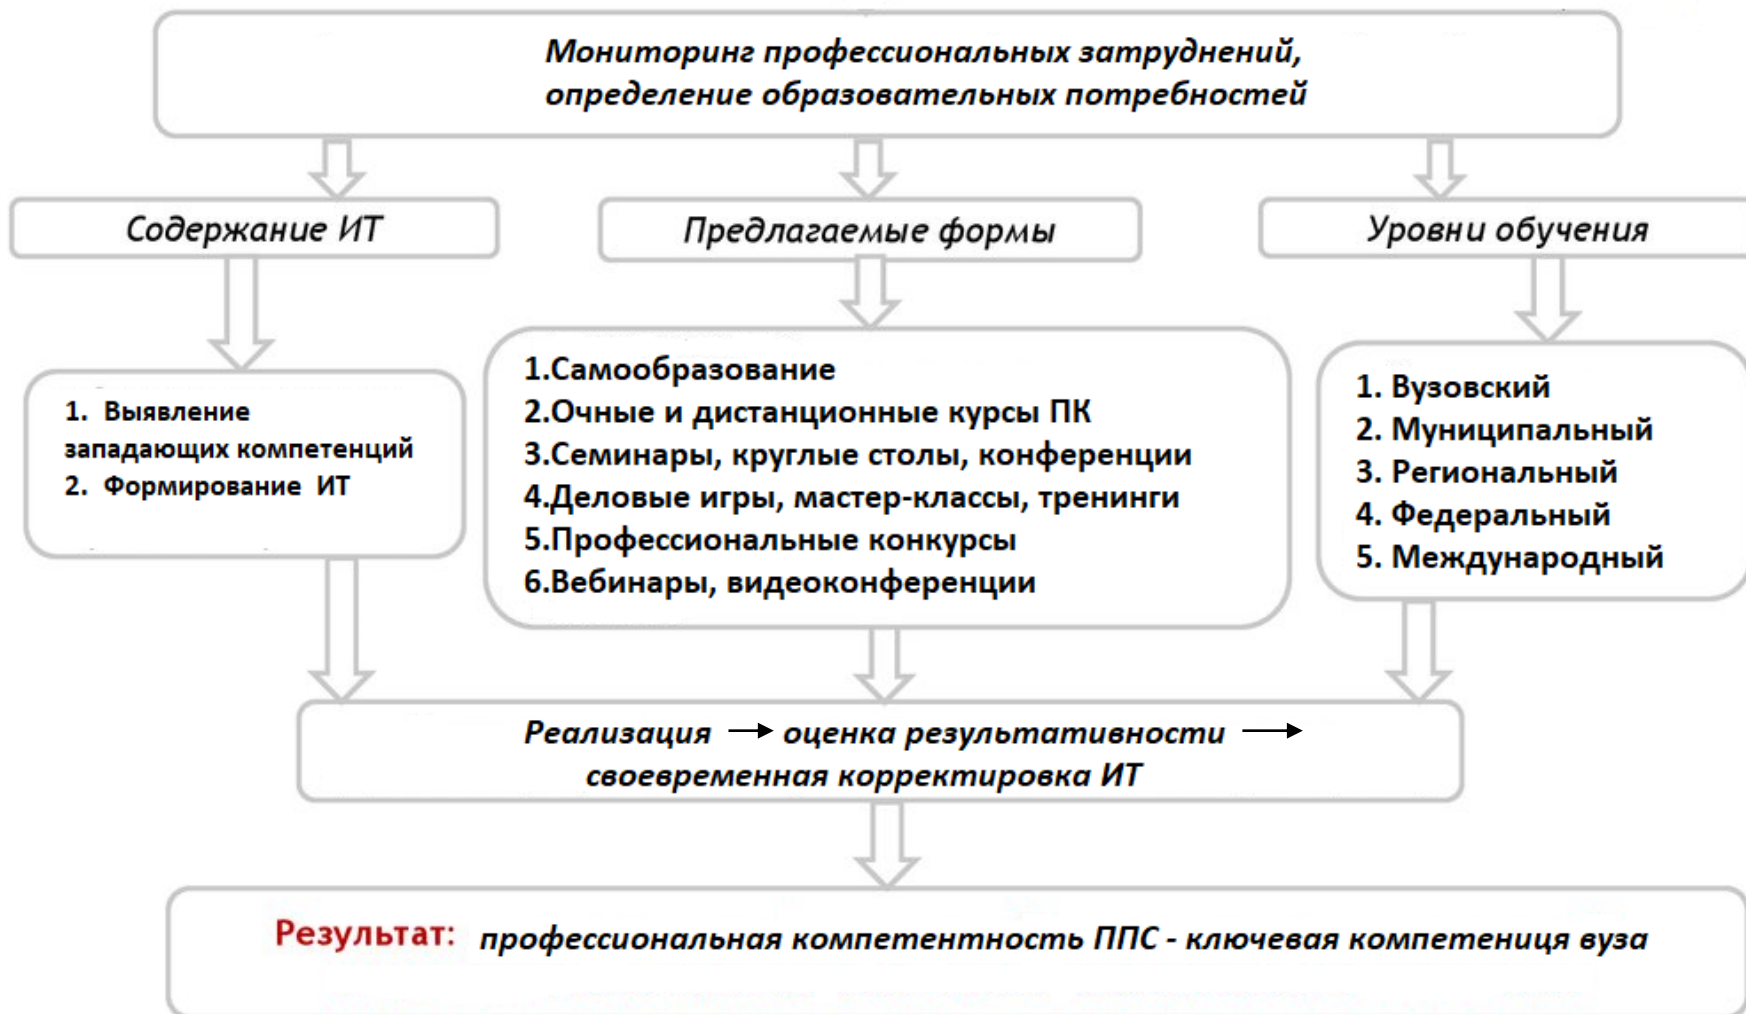 Мониторинг профессиональных затруднений,
определение образовательных потребностей
Содержание ИТ
Предлагаемые формы
Уровни обучения
1. Выявление
западающих компетенций
2. Формирование ИТ
1.Самообразование
2.Очные и дистанционные курсы ПК
3.Семинары, круглые столы, конференции
4.Деловые игры, мастер-классы, тренинги
5.Профессиональные конкурсы
6.Вебинары, видеоконференции
1. Вузовский
2. Муниципальный
3. Региональный
4. Федеральный
5. Международный
Реализация → оценка результативности →
своевременная корректировка ИТ
Результат: профессиональная компетентность ППС - ключевая компетениця вуза